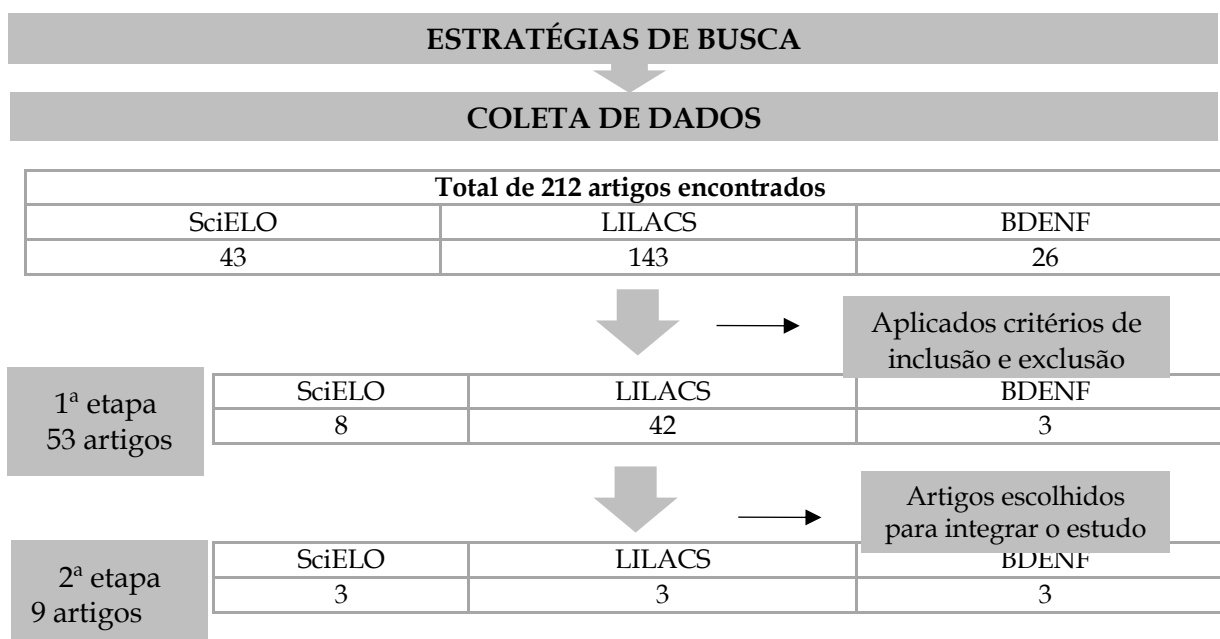 ESTRATÉGIAS DE BUSCA
COLETA DE DADOS
Total de 212 artigos encontrados
SciELO LILACS BDENF
43 143 26
Aplicados critérios de
inclusão e exclusão
1ª etapa
53 artigos
SciELO LILACS BDENF
8 42 3
Artigos escolhidos
para integrar o estudo
2ª etapa
9 artigos
SciELO LILACS BDENF
3 3 3